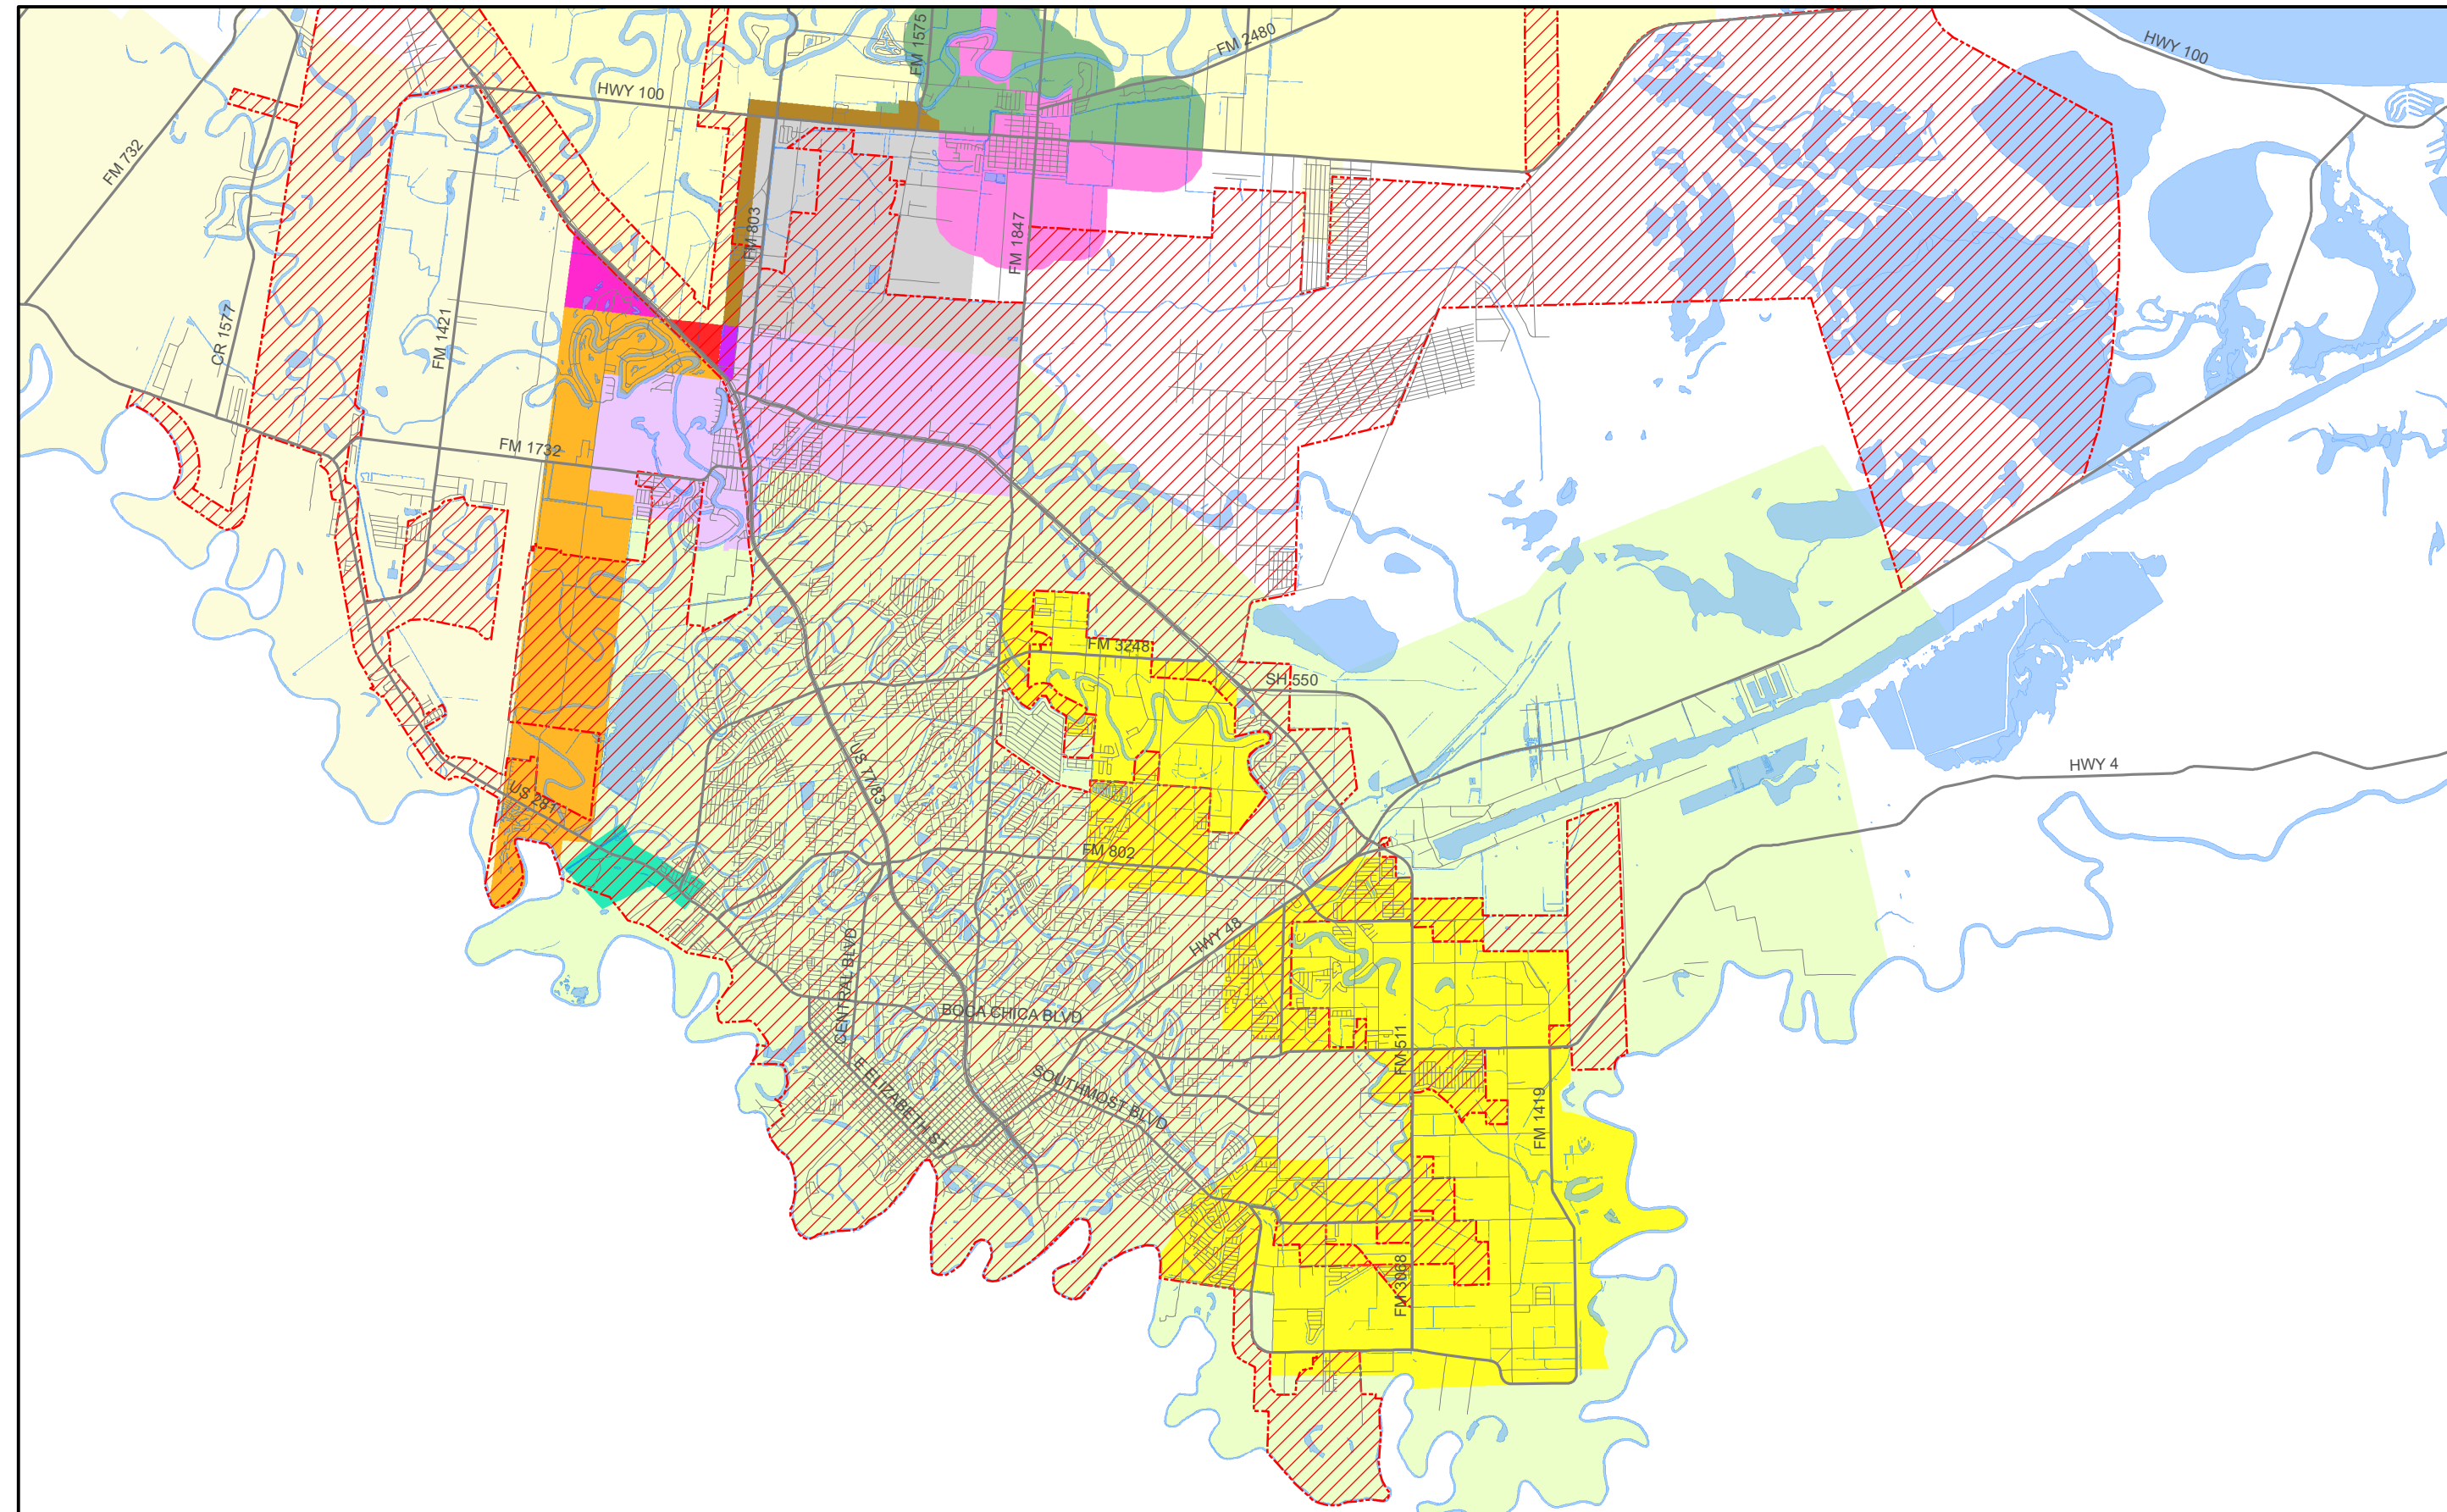 FM 1575
FM 2480
HWY 100
HWY 100
FM 732
FM 803
FM 1847
CR 1577
FM 1421
FM 1732
FM 3248
SH 550
US 77/83
HWY 4
US 281
FM 802
HWY 48
CENTRAL BLVD
BOCA CHICA BLVD
FM 511
E ELIZABETH ST
SOUTHMOST BLVD
FM 1419
FM 3068